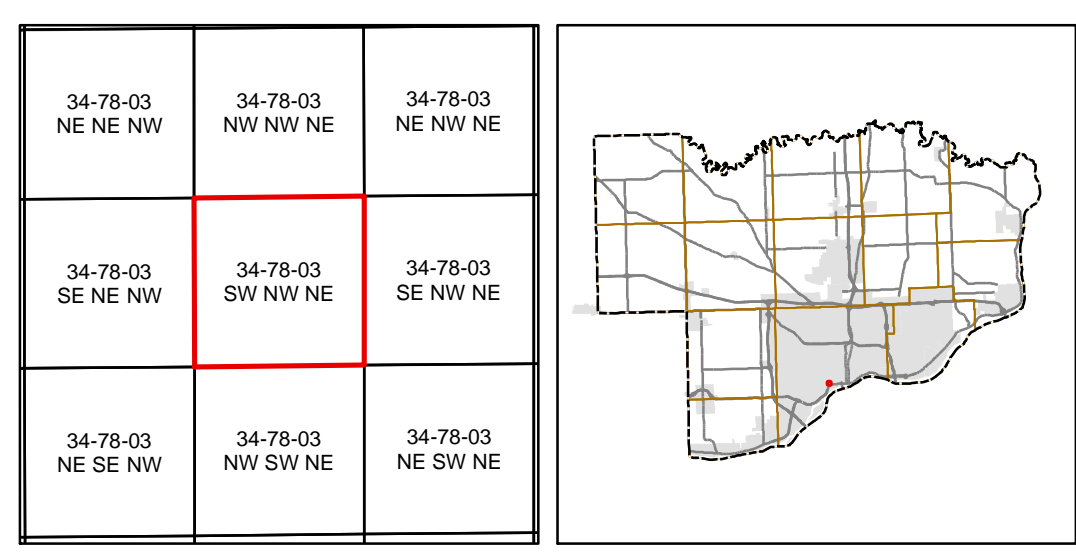 34-78-03
NE NE NW
34-78-03
NW NW NE
34-78-03
NE NW NE
34-78-03
SE NE NW
34-78-03
SW NW NE
34-78-03
SE NW NE
34-78-03
NE SE NW
34-78-03
NW SW NE
34-78-03
NE SW NE